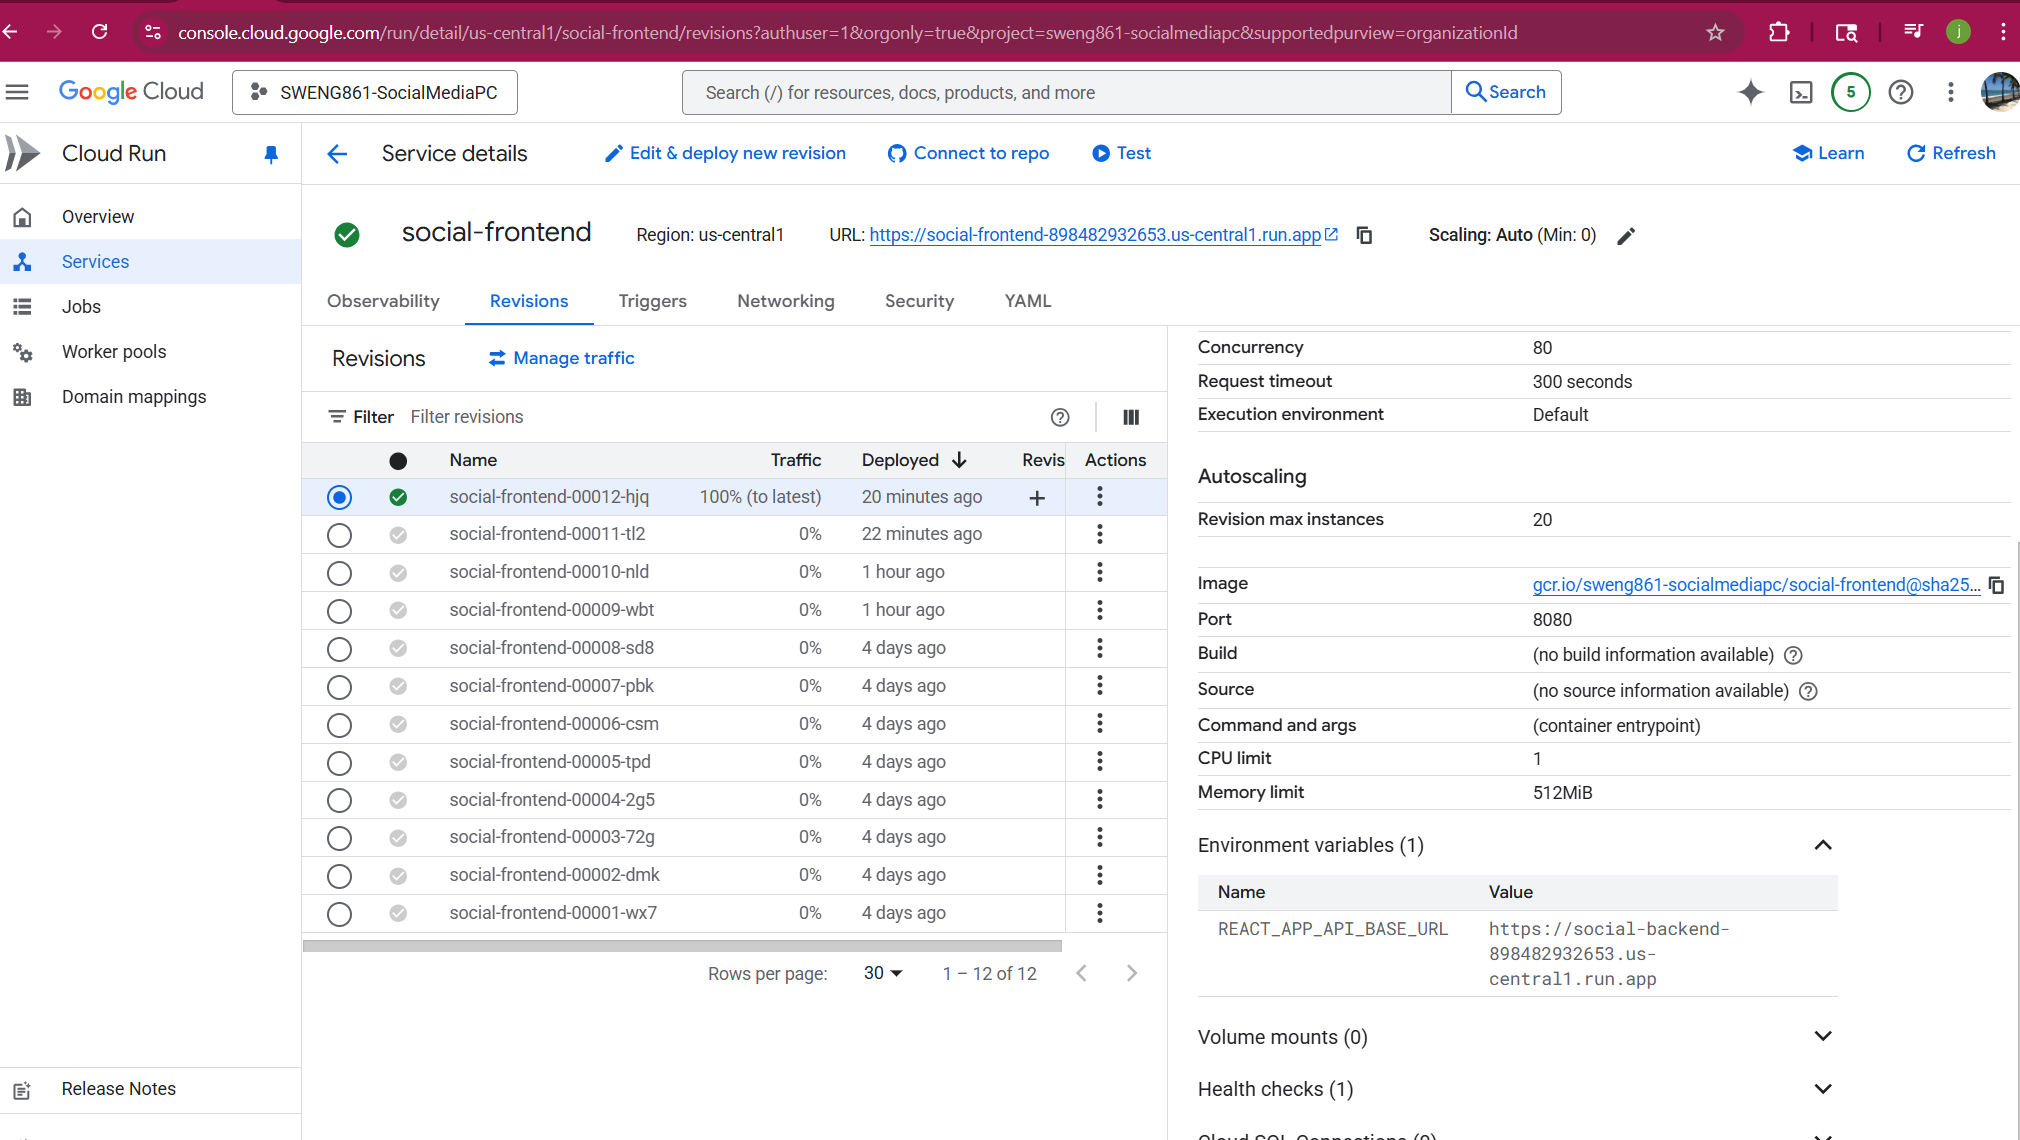 console.cloud.google.com/run/detail/us-central1/social-frontend/revisions?authuser=1&orgonly=true&project=sweng861-socialmediapc&supportedpurview=organizationId
j
Google Cloud
SWENG861-SocialMediaPC
Search (/) for resources, docs, products, and more
Search
5
Cloud Run
Service details
Edit & deploy new revision
Connect to repo
Test
Learn
Refresh
Overview
Services
Jobs
Worker pools
Domain mappings
Release Notes
social-frontend
Region: us-central1
URL: https://social-frontend-898482932653.us-central1.run.app
Scaling: Auto (Min: 0)
Observability
Revisions
Triggers
Networking
Security
YAML
Revisions
Manage traffic
Filter Filter revisions
Name Traffic Deployed Revis Actions
social-frontend-00012-hjq 100% (to latest) 20 minutes ago
social-frontend-00011-tl2 0% 22 minutes ago
social-frontend-00010-nld 0% 1 hour ago
social-frontend-00009-wbt 0% 1 hour ago
social-frontend-00008-sd8 0% 4 days ago
social-frontend-00007-pbk 0% 4 days ago
social-frontend-00006-csm 0% 4 days ago
social-frontend-00005-tpd 0% 4 days ago
social-frontend-00004-2g5 0% 4 days ago
social-frontend-00003-72g 0% 4 days ago
social-frontend-00002-dmk 0% 4 days ago
social-frontend-00001-wx7 0% 4 days ago
Rows per page: 30 1 – 12 of 12
Concurrency 80
Request timeout 300 seconds
Execution environment Default
Autoscaling
Revision max instances 20
Image gcr.io/sweng861-socialmediapc/social-frontend@sha25...
Port 8080
Build (no build information available)
Source (no source information available)
Command and args (container entrypoint)
CPU limit 1
Memory limit 512MiB
Environment variables (1)
Name Value
REACT_APP_API_BASE_URL https://social-backend-
898482932653.us-
central1.run.app
Volume mounts (0)
Health checks (1)
Cloud SQL Connections (0)